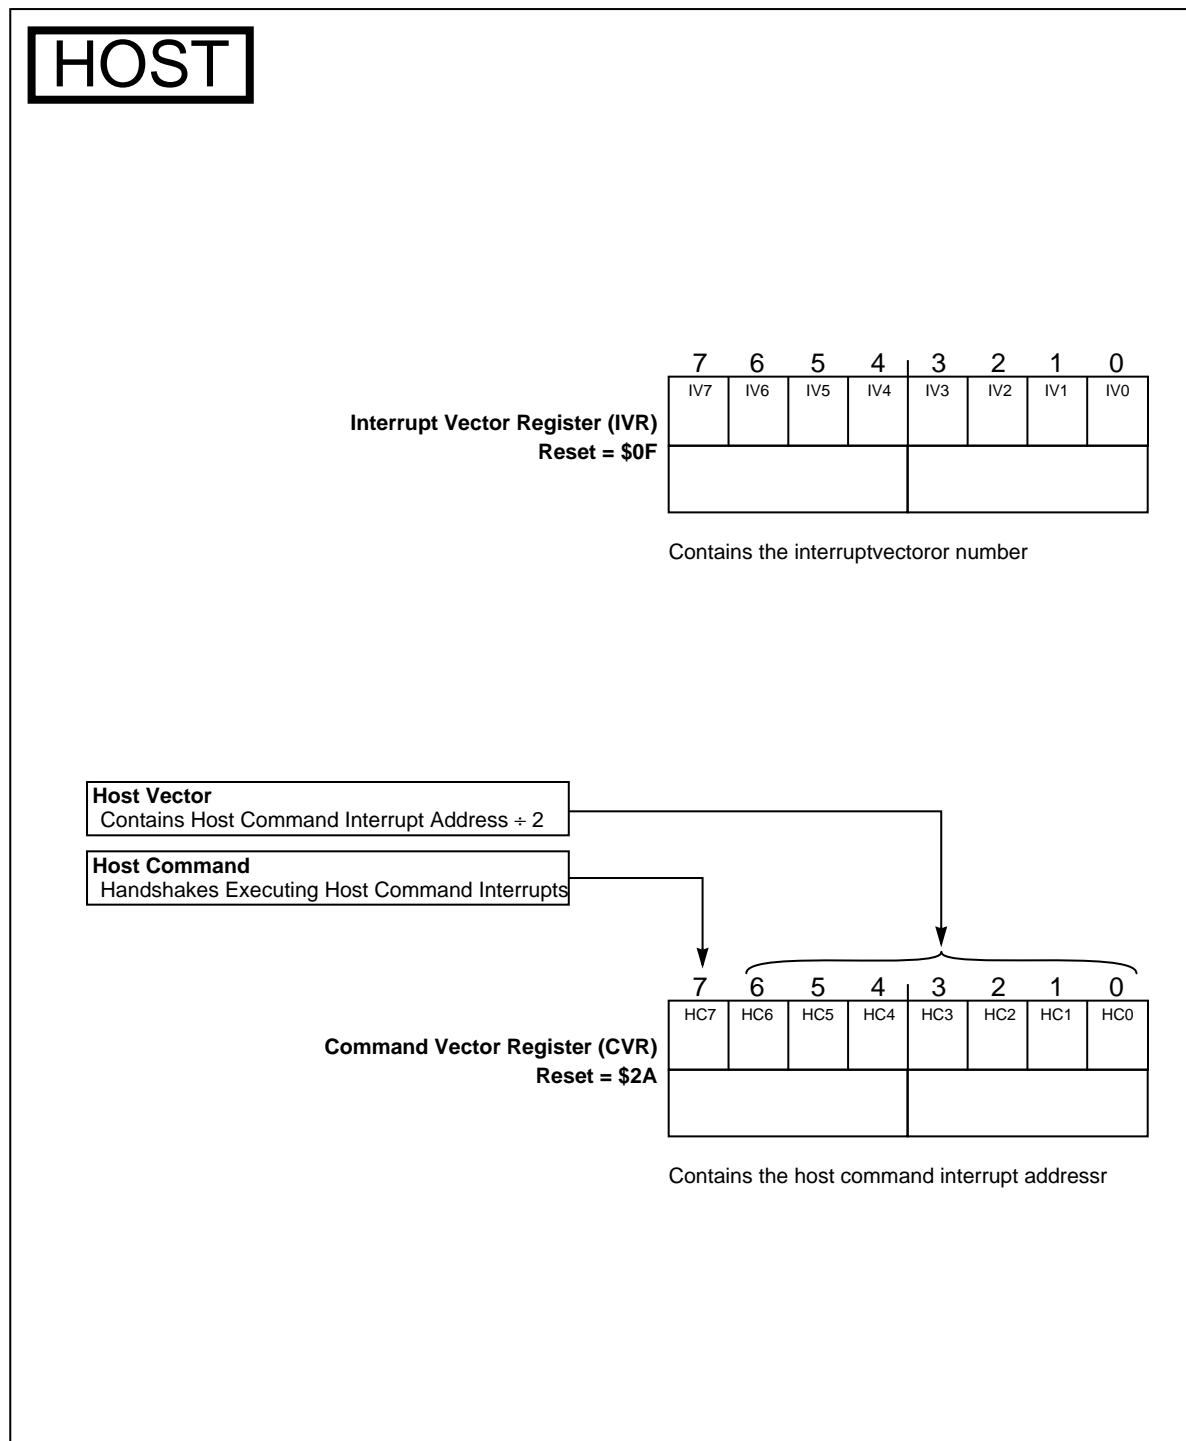 HOST
7 6 5 4 3 2 1 0
IV7 IV6 IV5 IV4 IV3 IV2 IV1 IV0
Interrupt Vector Register (IVR)
Reset = $0F
Contains the interruptvectoror number
Host Vector
Contains Host Command Interrupt Address ÷ 2
Host Command
Handshakes Executing Host Command Interrupts
7 6 5 4 3 2 1 0
HC7 HC6 HC5 HC4 HC3 HC2 HC1 HC0
Command Vector Register (CVR)
Reset = $2A
Contains the host command interrupt addressr